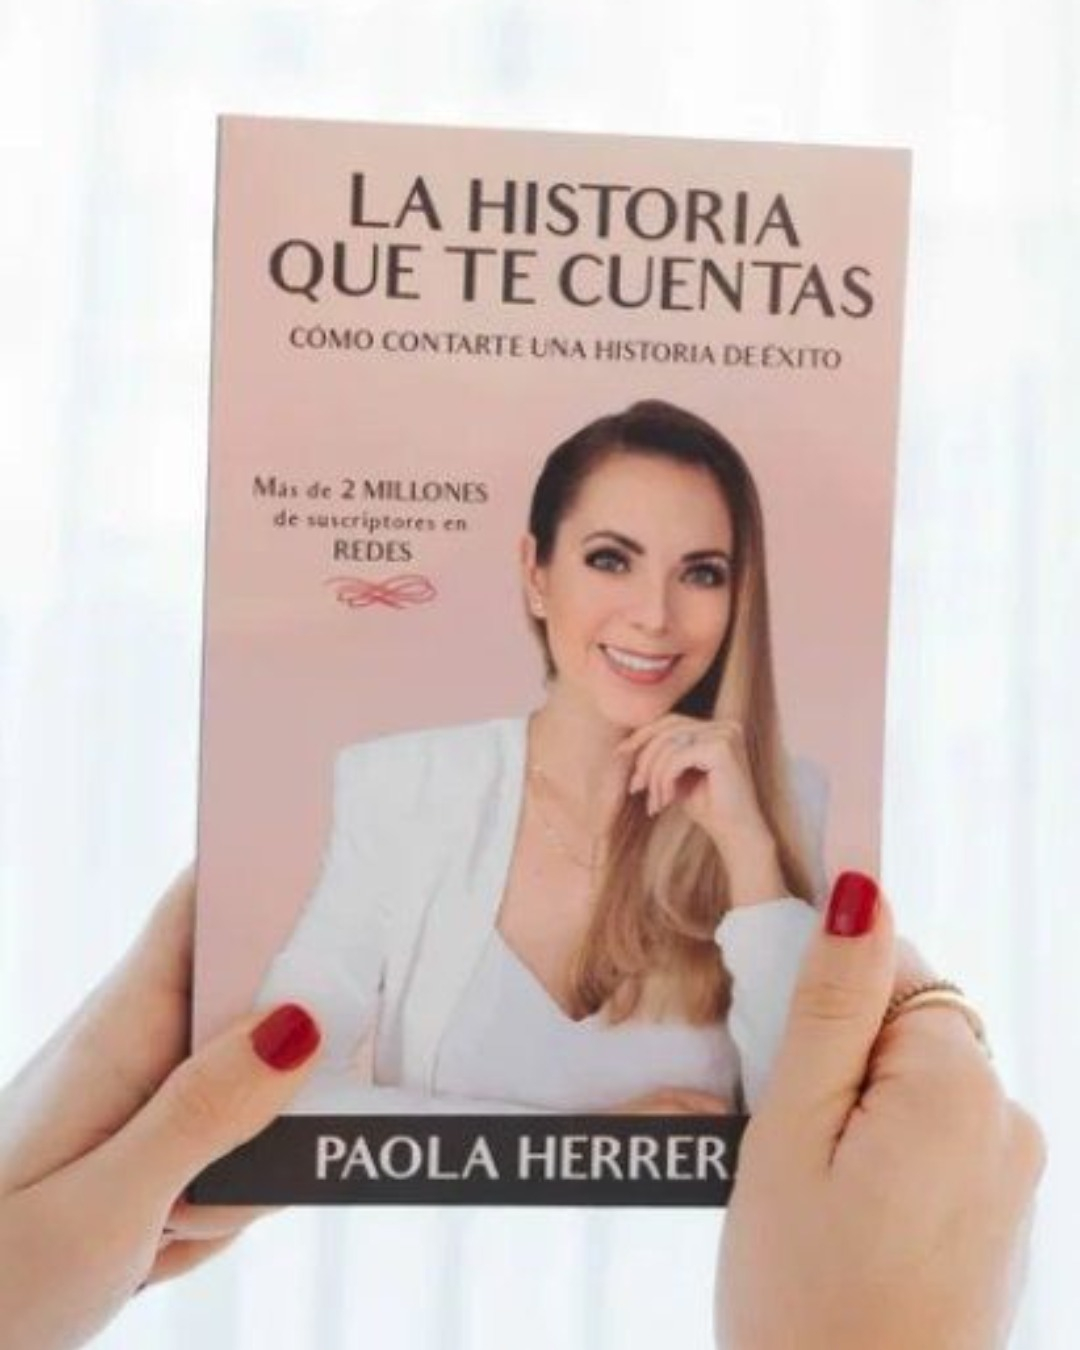 LA HISTORIA
QUE TE CUENTAS
CÓMO CONTARTE UNA HISTORIA DE ÉXITO
Más de 2 MILLONES
de suscriptores en
REDES
PAOLA HERRER